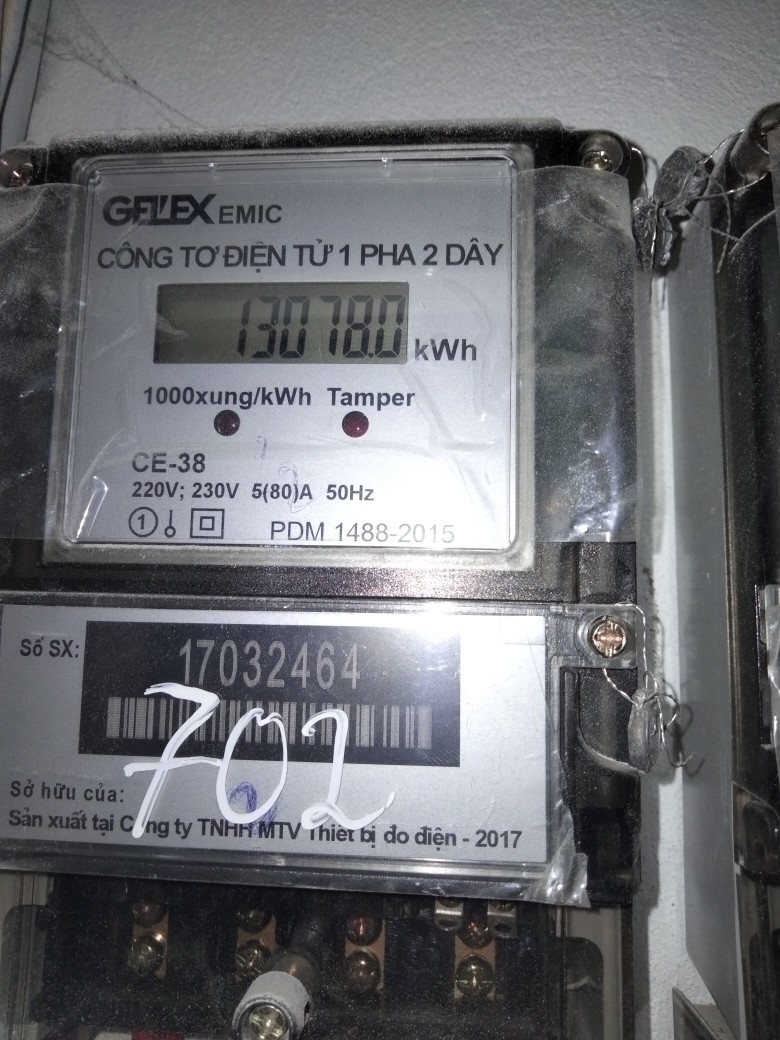 GELEX EMIC
CÔNG TƠ ĐIỆN TỬ 1 PHA 2 DÂY
13078.0 kWh
1000xung/kWh Tamper
CE-38
220V; 230V 5(80)A 50Hz
1 PDM 1488-2015
Số SX: 17032464
702
Sở hữu của:
2
Sản xuất tại Công ty TNHH MTV Thiết bị đo điện - 2017